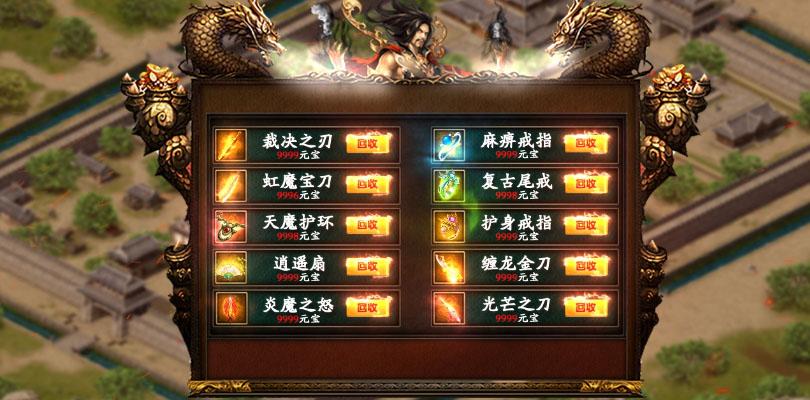 裁决之刃
9999元宝
回收
麻痹戒指
9999元宝
回收
虹魔宝刀
9996元宝
回收
复古尾戒
9998元宝
回收
天魔护环
9998元宝
回收
护身戒指
9999元宝
回收
逍遥扇
9999元宝
回收
缠龙金刀
9999元宝
回收
炎魔之怒
9999元宝
回收
光芒之刀
9999元宝
回收